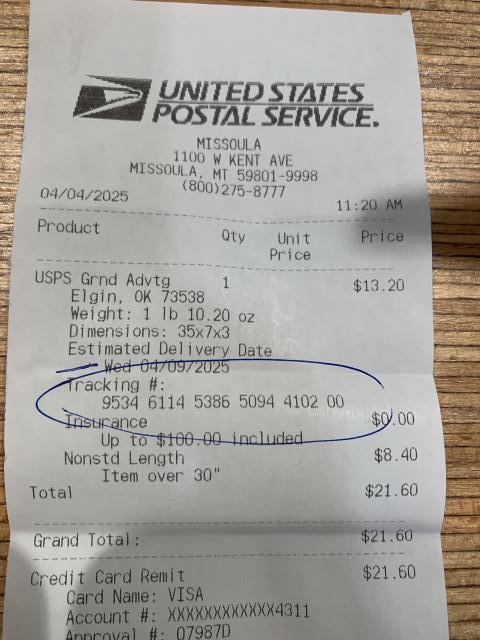 UNITED STATES
POSTAL SERVICE.
MISSOULA
1100 W KENT AVE
MISSOULA, MT 59801-9998
(800)275-8777
04/04/2025 11:20 AM
Product Qty Unit Price
Price
USPS Grnd Advtg 1 $13.20
Elgin, OK 73538
Weight: 1 lb 10.20 oz
Dimensions: 35x7x3
Estimated Delivery Date
Wed 04/09/2025
Tracking #:
9534 6114 5386 5094 4102 00
Insurance $0.00
Up to $100.00 included
Nonstd Length $8.40
Item over 30"
Total $21.60
Grand Total: $21.60
Credit Card Remit $21.60
Card Name: VISA
Account #: XXXXXXXXXXXX4311
Approval #: 07987D